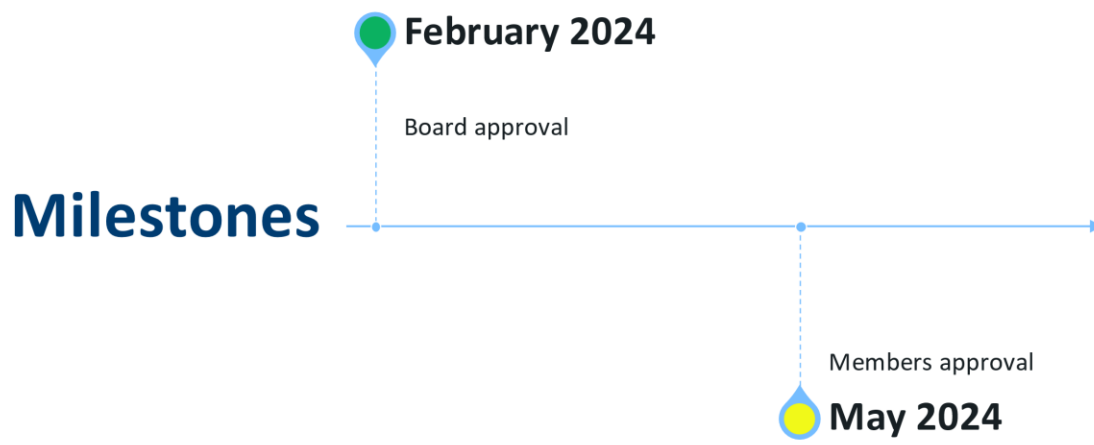 February 2024
Board approval
Milestones
Members approval
May 2024